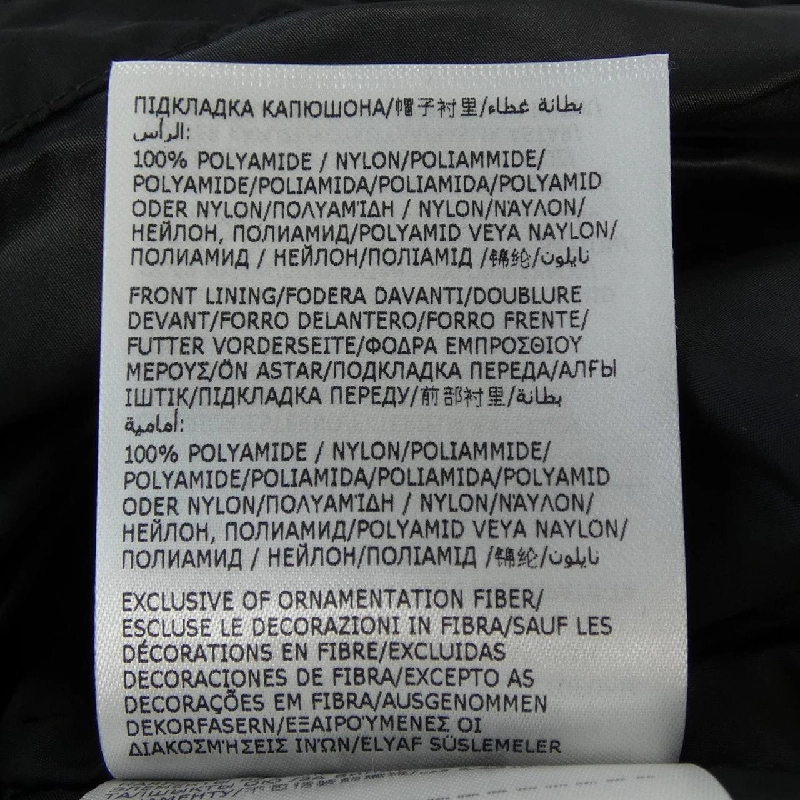 ПІДКЛАДКА КАПЮШОНА/帽子衬里/بطانة غطاء
الرأس:
100% POLYAMIDE / NYLON/POLIAMMIDE/
POLYAMIDE/POLIAMIDA/POLIAMIDA/POLYAMID
ODER NYLON/ΠΟΛΥΑΜΊΔΗ / NYLON/ΝΆΥΛΟΝ/
НЕЙЛОН, ПОЛИАМИД/POLYAMID VEYA NAYLON/
ПОЛИАМИД / НЕЙЛОН/ПОЛІАМІД /锦纶/نايلون
FRONT LINING/FODERA DAVANTI/DOUBLURE
DEVANT/FORRO DELANTERO/FORRO FRENTE/
FUTTER VORDERSEITE/ΦΟΔΡΑ ΕΜΠΡΟΣΘΙΟΥ
ΜΕΡΟΥΣ/ÖN ASTAR/ПОДКЛАДКА ПЕРЕДА/АЛҒЫ
ІШТІК/ПІДКЛАДКА ПЕРЕДУ/前部衬里/بطانة
أمامية:
100% POLYAMIDE / NYLON/POLIAMMIDE/
POLYAMIDE/POLIAMIDA/POLIAMIDA/POLYAMID
ODER NYLON/ΠΟΛΥΑΜΊΔΗ / NYLON/ΝΆΥΛΟΝ/
НЕЙЛОН, ПОЛИАМИД/POLYAMID VEYA NAYLON/
ПОЛИАМИД / НЕЙЛОН/ПОЛІАМІД /锦纶/نايلون
EXCLUSIVE OF ORNAMENTATION FIBER/
ESCLUSE LE DECORAZIONI IN FIBRA/SAUF LES
DÉCORATIONS EN FIBRE/EXCLUIDAS
DECORACIONES DE FIBRA/EXCEPTO AS
DECORAÇÕES EM FIBRA/AUSGENOMMEN
DEKORFASERN/ΕΞΑΙΡΟΎΜΕΝΕΣ ΟΙ
ΔΙΑΚΟΣΜΉΣΕΙΣ ΙΝΏΝ/ELYAF SÜSLEMELER